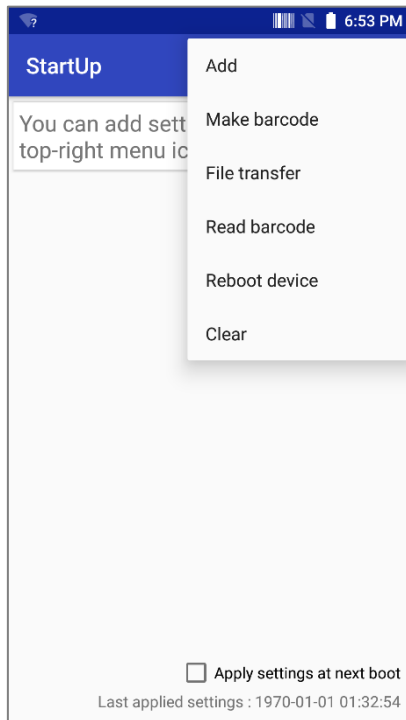 ?
6:53 PM
StartUp
Add
You can add sett
top-right menu ic
Make barcode
File transfer
Read barcode
Reboot device
Clear
Apply settings at next boot
Last applied settings : 1970-01-01 01:32:54